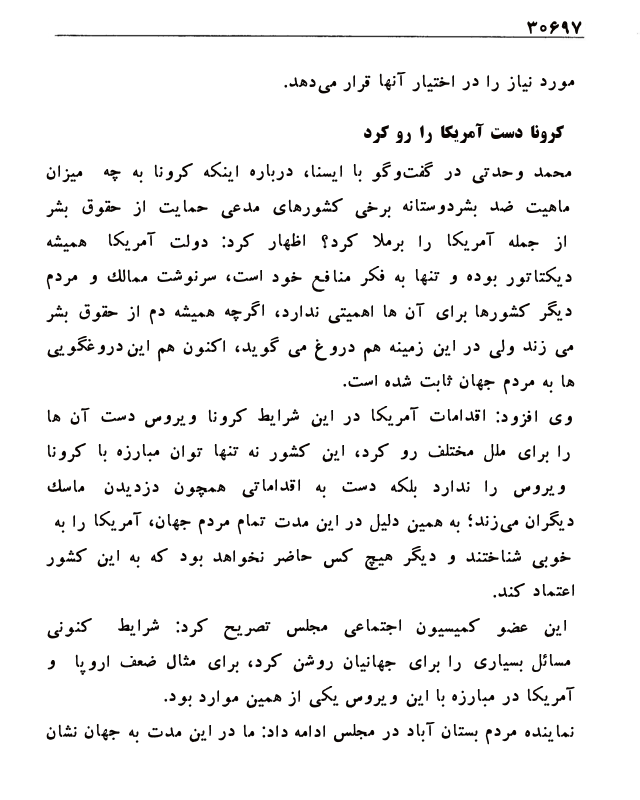 ۳۰۶۹۷
مورد نیاز را در اختیار آنها قرار می‌دهد.
کرونا دست آمریکا را رو کرد
محمد وحدتی در گفت‌وگو با ایسنا، درباره اینکه کرونا به چه میزان
ماهیت ضد بشردوستانه برخی کشورهای مدعی حمایت از حقوق بشر
از جمله آمریکا را برملا کرد؟ اظهار کرد: دولت آمریکا همیشه
دیکتاتور بوده و تنها به فکر منافع خود است، سرنوشت ممالك و مردم
دیگر کشورها برای آن ها اهمیتی ندارد، اگرچه همیشه دم از حقوق بشر
می زند ولی در این زمینه هم دروغ می گوید، اکنون هم این دروغگویی
ها به مردم جهان ثابت شده است.
وی افزود: اقدامات آمریکا در این شرایط کرونا ویروس دست آن ها
را برای ملل مختلف رو کرد، این کشور نه تنها توان مبارزه با کرونا
ویروس را ندارد بلکه دست به اقداماتی همچون دزدیدن ماسك
دیگران می‌زند؛ به همین دلیل در این مدت تمام مردم جهان، آمریکا را به
خوبی شناختند و دیگر هیچ کس حاضر نخواهد بود که به این کشور
اعتماد کند.
این عضو کمیسیون اجتماعی مجلس تصریح کرد: شرایط کنونی
مسائل بسیاری را برای جهانیان روشن کرد، برای مثال ضعف اروپا و
آمریکا در مبارزه با این ویروس یکی از همین موارد بود.
نماینده مردم بستان آباد در مجلس ادامه داد: ما در این مدت به جهان نشان